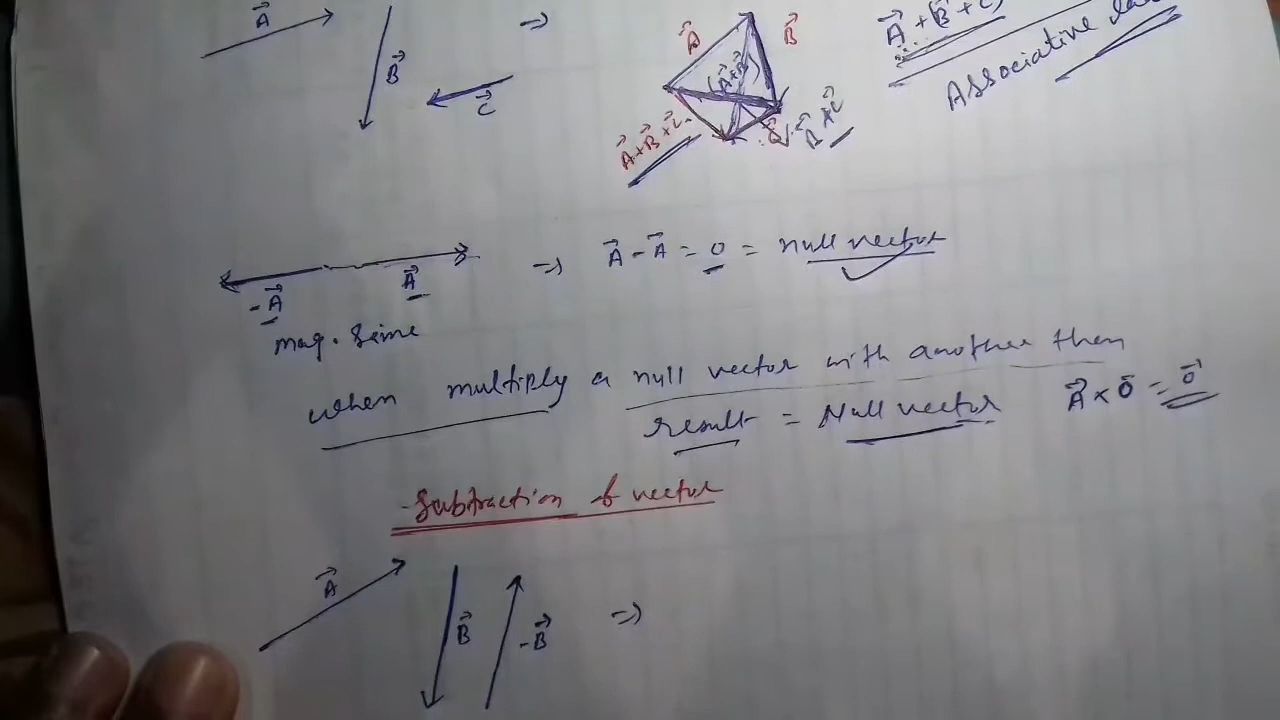 A⃗
B⃗
C⃗
⇒
A⃗
B⃗
(A⃗+B⃗)
A⃗+B⃗+C⃗
B⃗+C⃗
A⃗+(B⃗+C⃗)
Associative
-A⃗ A⃗ ⇒ A⃗-A⃗ = 0 = null vector
mag. same
when multiply a null vector with another then
result = Null vector A⃗×0⃗ = 0⃗
Subtraction of vector
A⃗ B⃗ -B⃗ ⇒